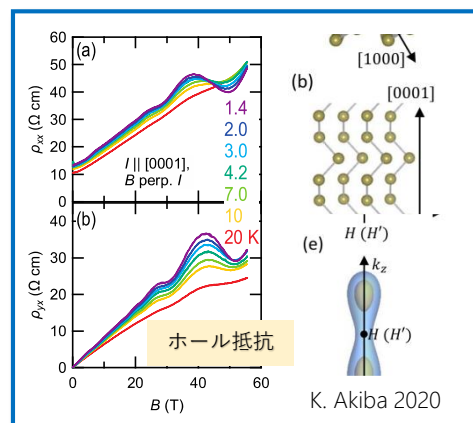 (a)
60
50
40
30
20
10
0
ρxx (Ω cm)
I || [0001],
B perp. I
1.4
2.0
3.0
4.2
7.0
10
20 K
(b)
40
30
20
10
0
ρyx (Ω cm)
0
20
40
60
B (T)
ホール抵抗
[1000]
(b)
[0001]
H (H′)
(e)
kz
H (H′)
K. Akiba 2020